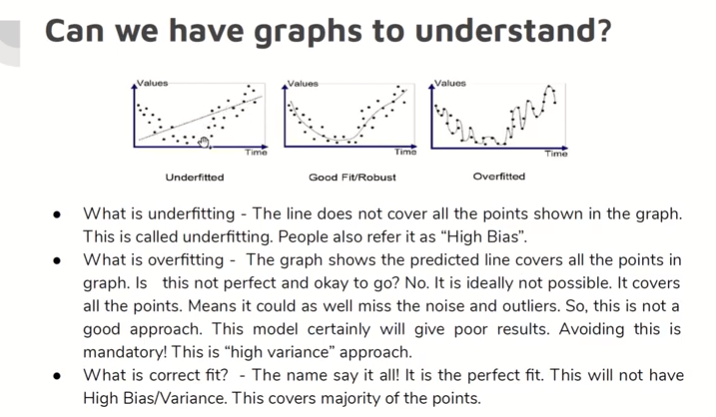 Can we have graphs to understand?
Values Values Values
Time Time Time
Underfitted Good Fit/Robust Overfitted
• What is underfitting - The line does not cover all the points shown in the graph.
This is called underfitting. People also refer it as “High Bias”.
• What is overfitting - The graph shows the predicted line covers all the points in
graph. Is this not perfect and okay to go? No. It is ideally not possible. It covers
all the points. Means it could as well miss the noise and outliers. So, this is not a
good approach. This model certainly will give poor results. Avoiding this is
mandatory! This is “high variance” approach.
• What is correct fit? - The name say it all! It is the perfect fit. This will not have
High Bias/Variance. This covers majority of the points.